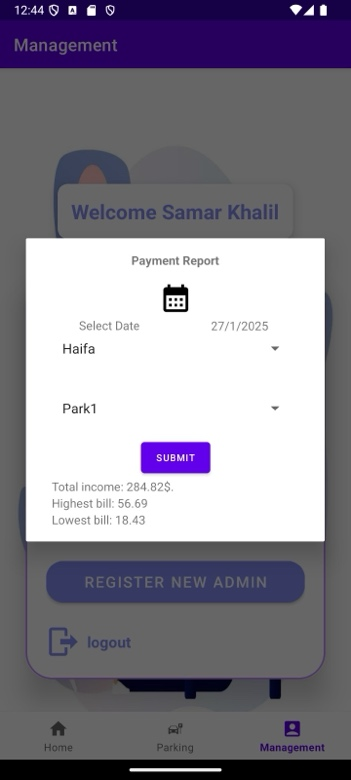 12:44
Management
Welcome Samar Khalil
Payment Report
Select Date 27/1/2025
Haifa
Park1
SUBMIT
Total income: 284.82$.
Highest bill: 56.69
Lowest bill: 18.43
REGISTER NEW ADMIN
logout
Home Parking Management